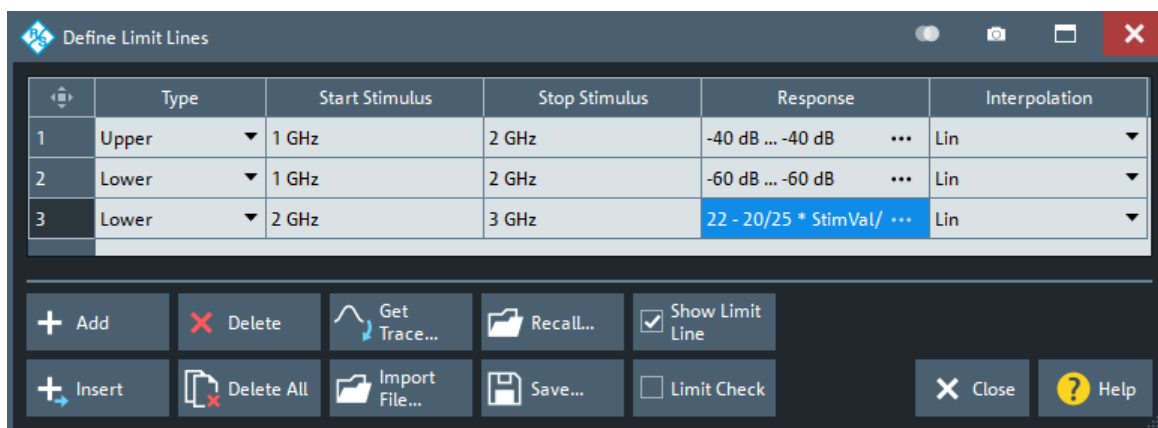 R&S Define Limit Lines
Type Start Stimulus Stop Stimulus Response Interpolation
1 Upper 1 GHz 2 GHz -40 dB ... -40 dB ... Lin
2 Lower 1 GHz 2 GHz -60 dB ... -60 dB ... Lin
3 Lower 2 GHz 3 GHz 22 - 20/25 * StimVal/ ... Lin
Add Delete Get Trace... Recall... Show Limit Line
Insert Delete All Import File... Save... Limit Check Close ? Help